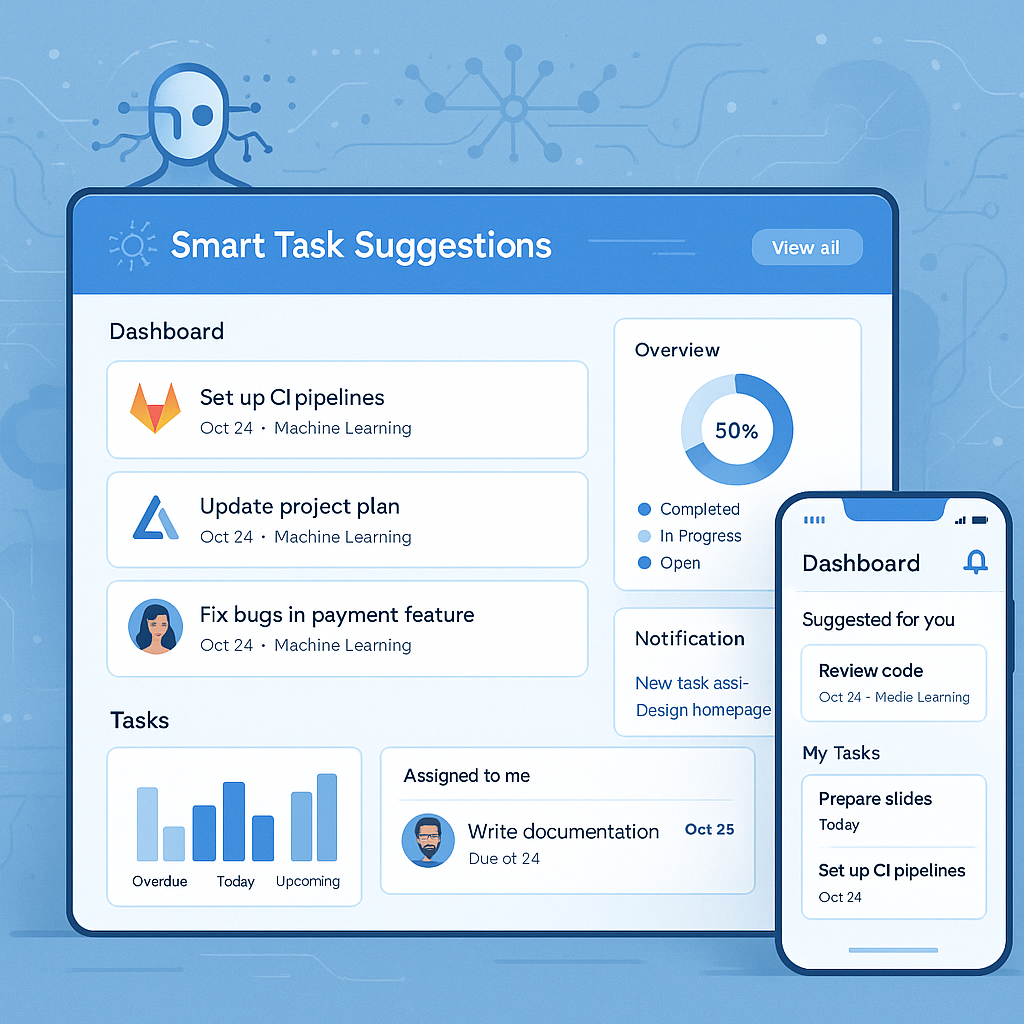 Smart Task Suggestions
View ail
Dashboard
Set up CI pipelines
Oct 24 · Machine Learning
Update project plan
Oct 24 · Machine Learning
Fix bugs in payment feature
Oct 24 · Machine Learning
Overview
50%
Completed
In Progress
Open
Notification
New task assi-
Design homepage
Tasks
Overdue Today Upcoming
Assigned to me
Write documentation Oct 25
Due ot 24
Dashboard
Suggested for you
Review code
Oct 24 - Medie Learning
My Tasks
Prepare slides
Today
Set up CI pipelines
Oct 24